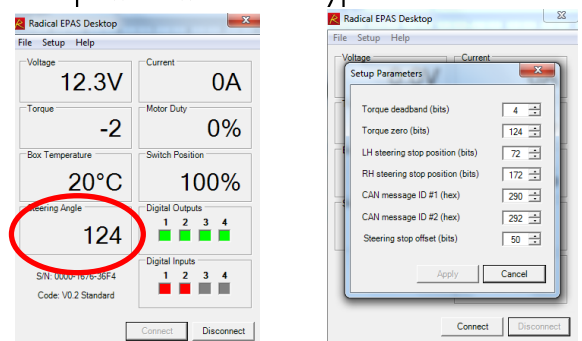 Radical EPAS Desktop
File Setup Help
Voltage
12.3V
Current
0A
Torque
-2
Motor Duty
0%
Box Temperature
20°C
Switch Position
100%
Steering Angle
124
Digital Outputs
1 2 3 4
Digital Inputs
1 2 3 4
S/N: 0000-1676-36F4
Code: V0.2 Standard
Connect Disconnect
Radical EPAS Desktop
File Setup Help
Voltage Current
Setup Parameters
Torque deadband (bits) 4
Torque zero (bits) 124
LH steering stop position (bits) 72
RH steering stop position (bits) 172
CAN message ID #1 (hex) 290
CAN message ID #2 (hex) 292
Steering stop offset (bits) 50
Apply Cancel
Connect Disconnect